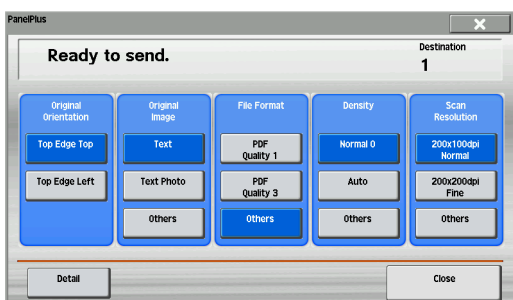 PanelPlus
Ready to send.
Destination
1
Original
Orientation
Top Edge Top
Top Edge Left
Original
Image
Text
Text Photo
Others
File Format
PDF
Quality 1
PDF
Quality 3
Others
Density
Normal 0
Auto
Others
Scan
Resolution
200x100dpi
Normal
200x200dpi
Fine
Others
Detail
Close